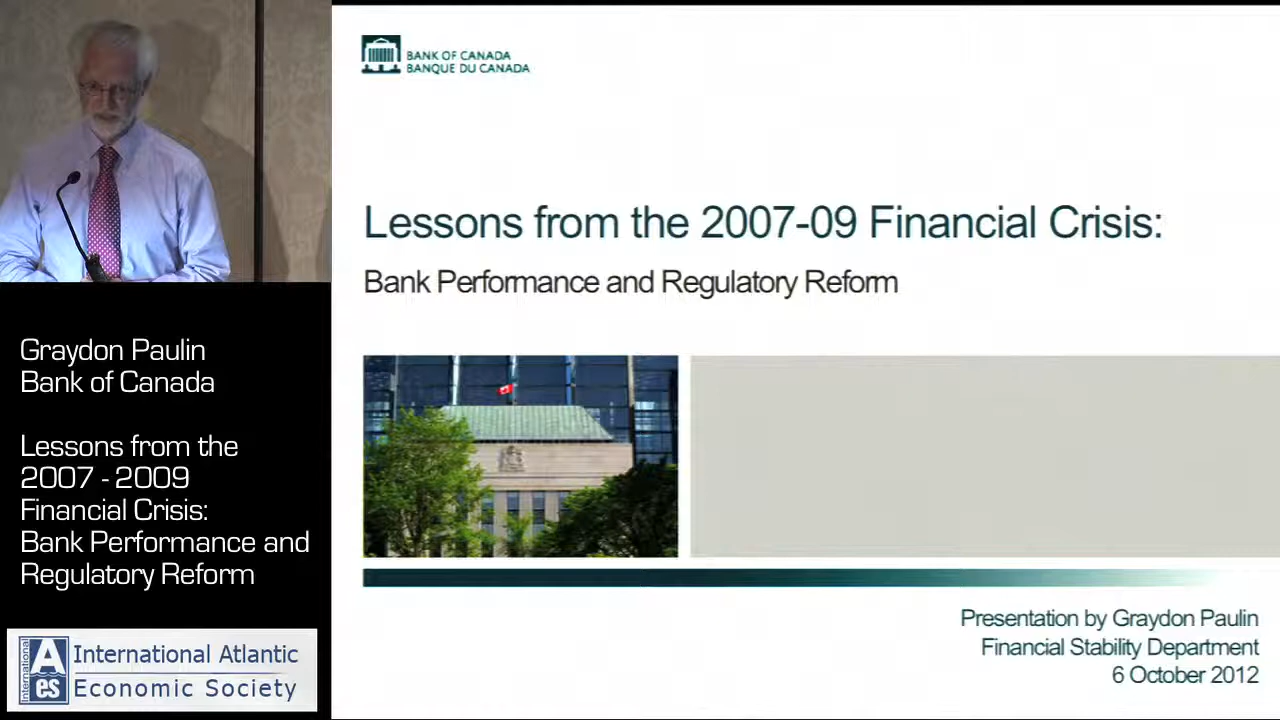 Graydon Paulin
Bank of Canada
Lessons from the
2007 - 2009
Financial Crisis:
Bank Performance and
Regulatory Reform
International
A
es
International Atlantic
Economic Society
BANK OF CANADA
BANQUE DU CANADA
Lessons from the 2007-09 Financial Crisis:
Bank Performance and Regulatory Reform
Presentation by Graydon Paulin
Financial Stability Department
6 October 2012